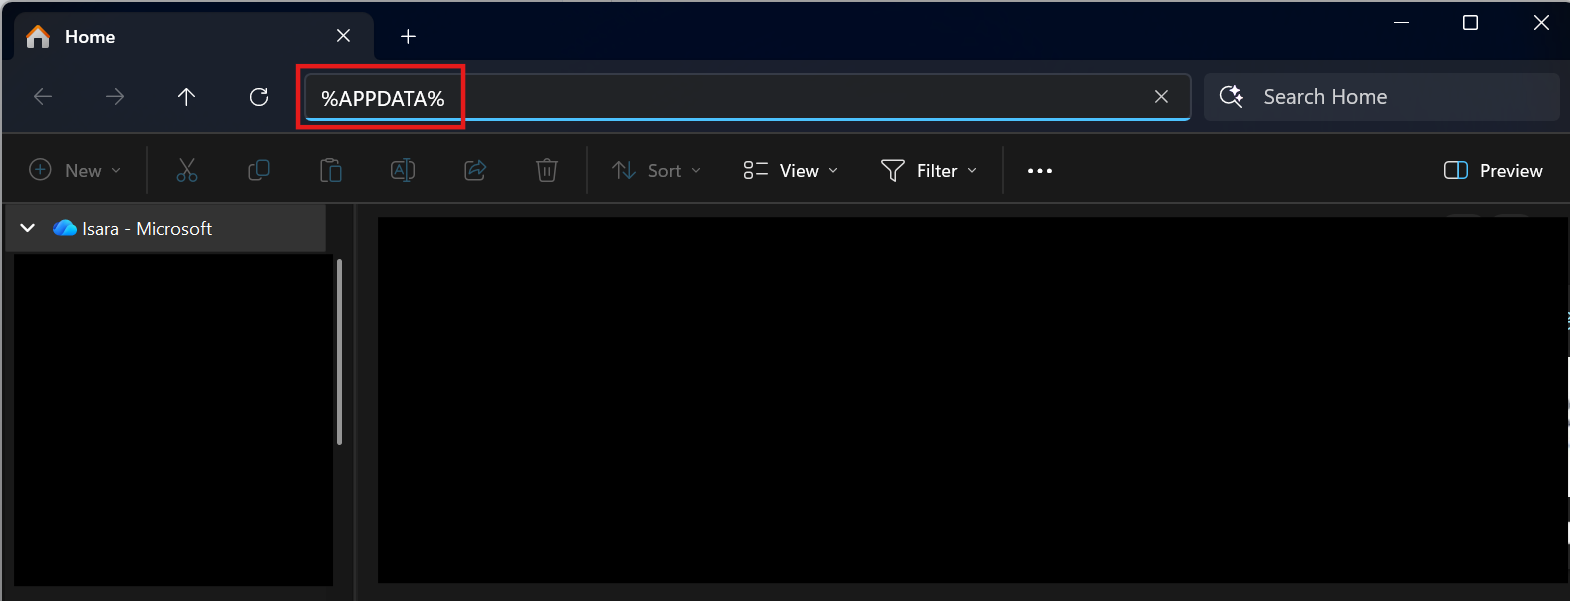 Home
%APPDATA%
Search Home
New
Sort
View
Filter
Preview
Isara - Microsoft